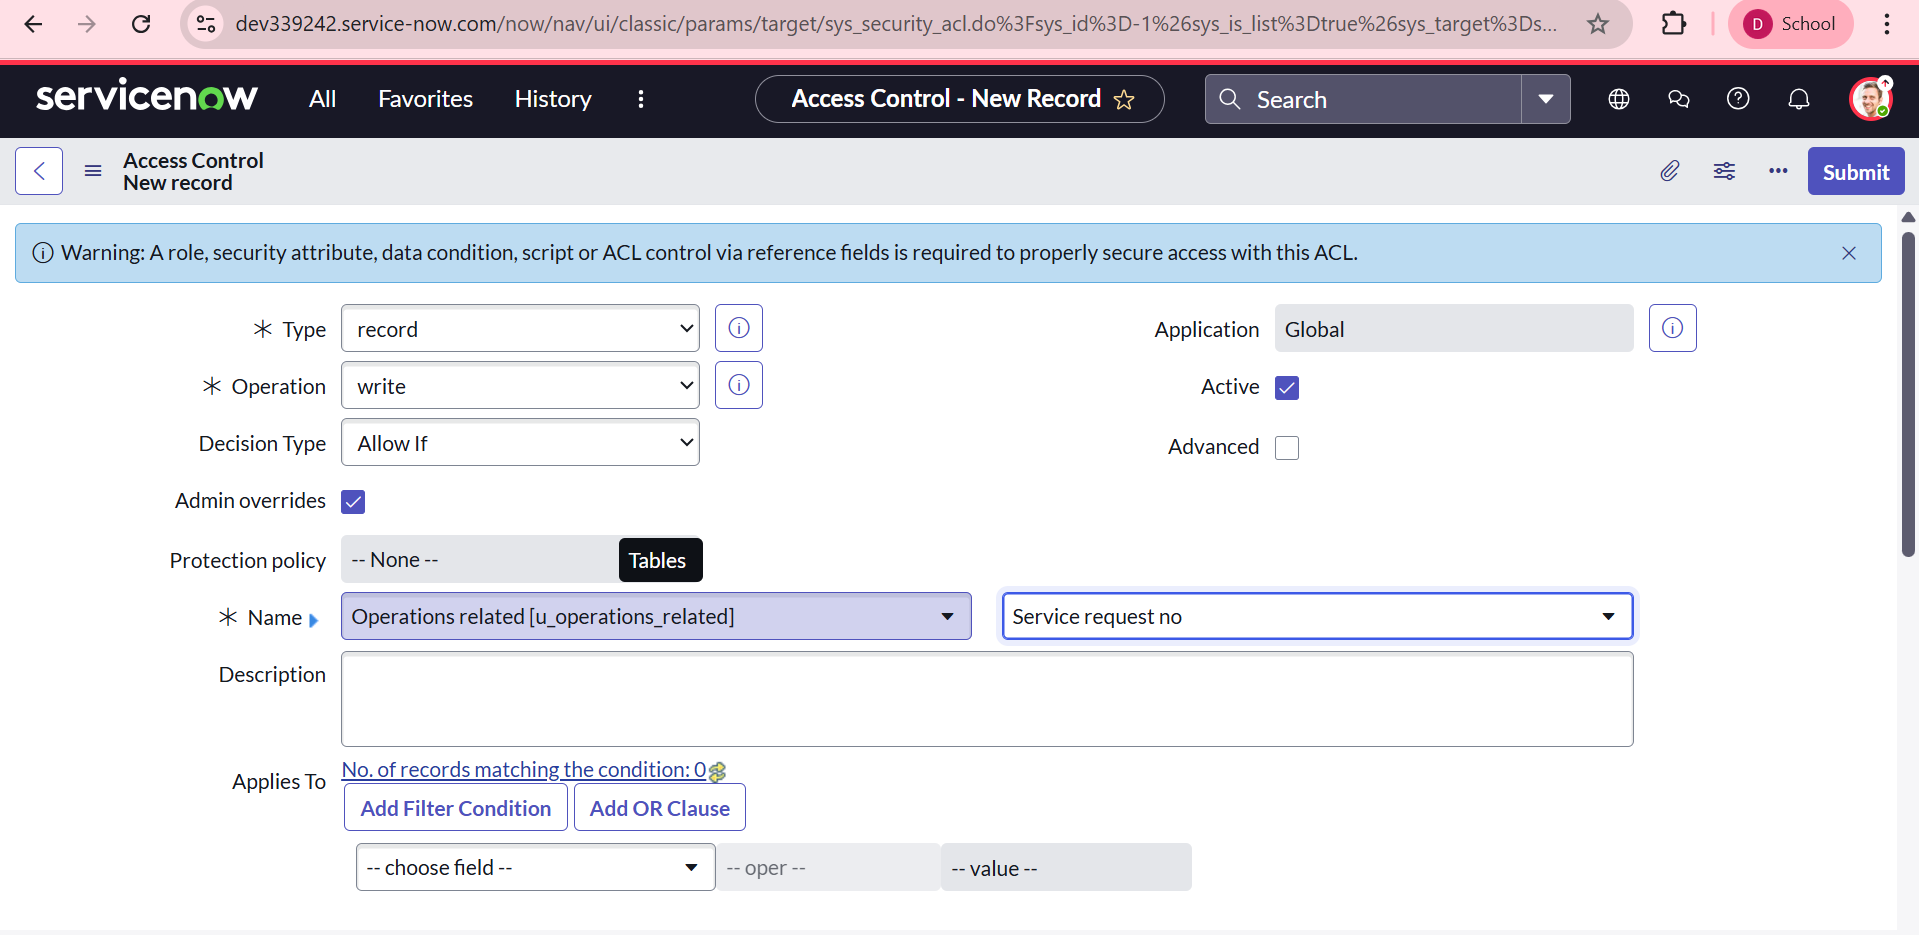 dev339242.service-now.com/now/nav/ui/classic/params/target/sys_security_acl.do%3Fsys_id%3D-1%26sys_is_list%3Dtrue%26sys_target%3Ds...
D School
servicenow All Favorites History Access Control - New Record Search
Access Control
New record
Submit
Warning: A role, security attribute, data condition, script or ACL control via reference fields is required to properly secure access with this ACL.
Type record Application Global
Operation write Active
Decision Type Allow If Advanced
Admin overrides
Protection policy -- None -- Tables
Name Operations related [u_operations_related] Service request no
Description
Applies To No. of records matching the condition: 0
Add Filter Condition Add OR Clause
-- choose field -- -- oper -- -- value --